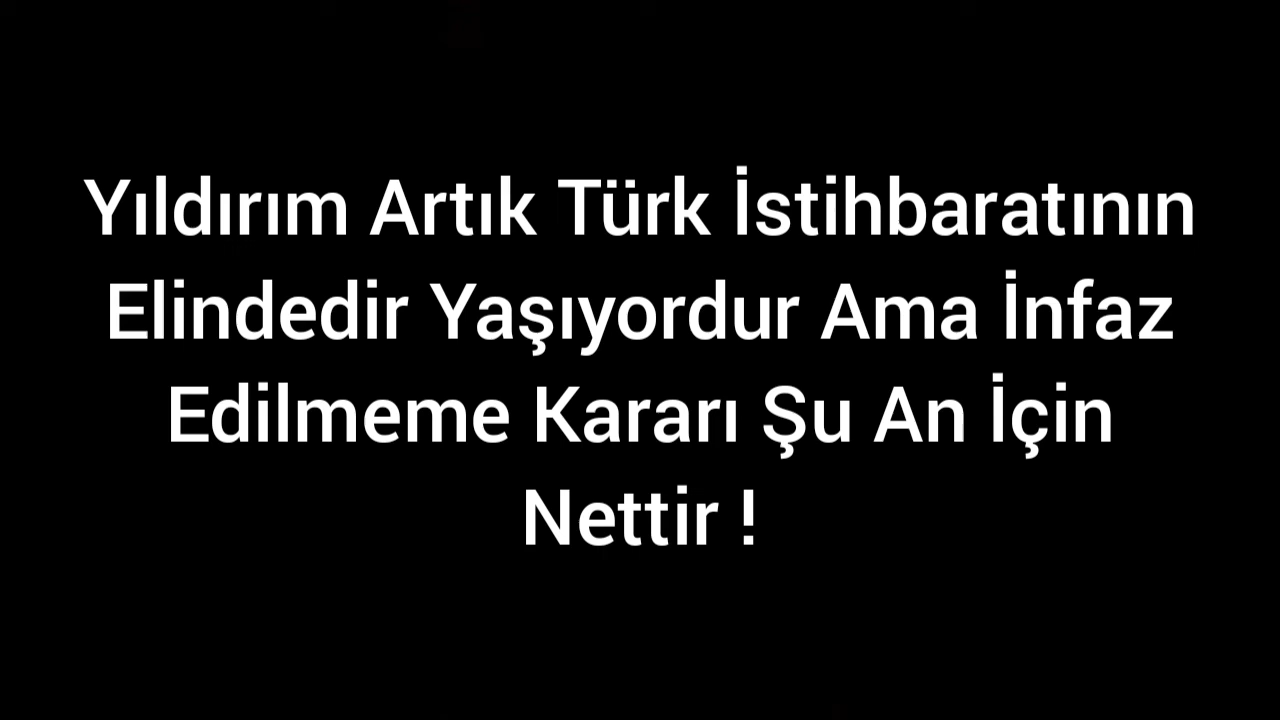 Yıldırım Artık Türk İstihbaratının
Elindedir Yaşıyordur Ama İnfaz
Edilmeme Kararı Şu An İçin
Nettir !